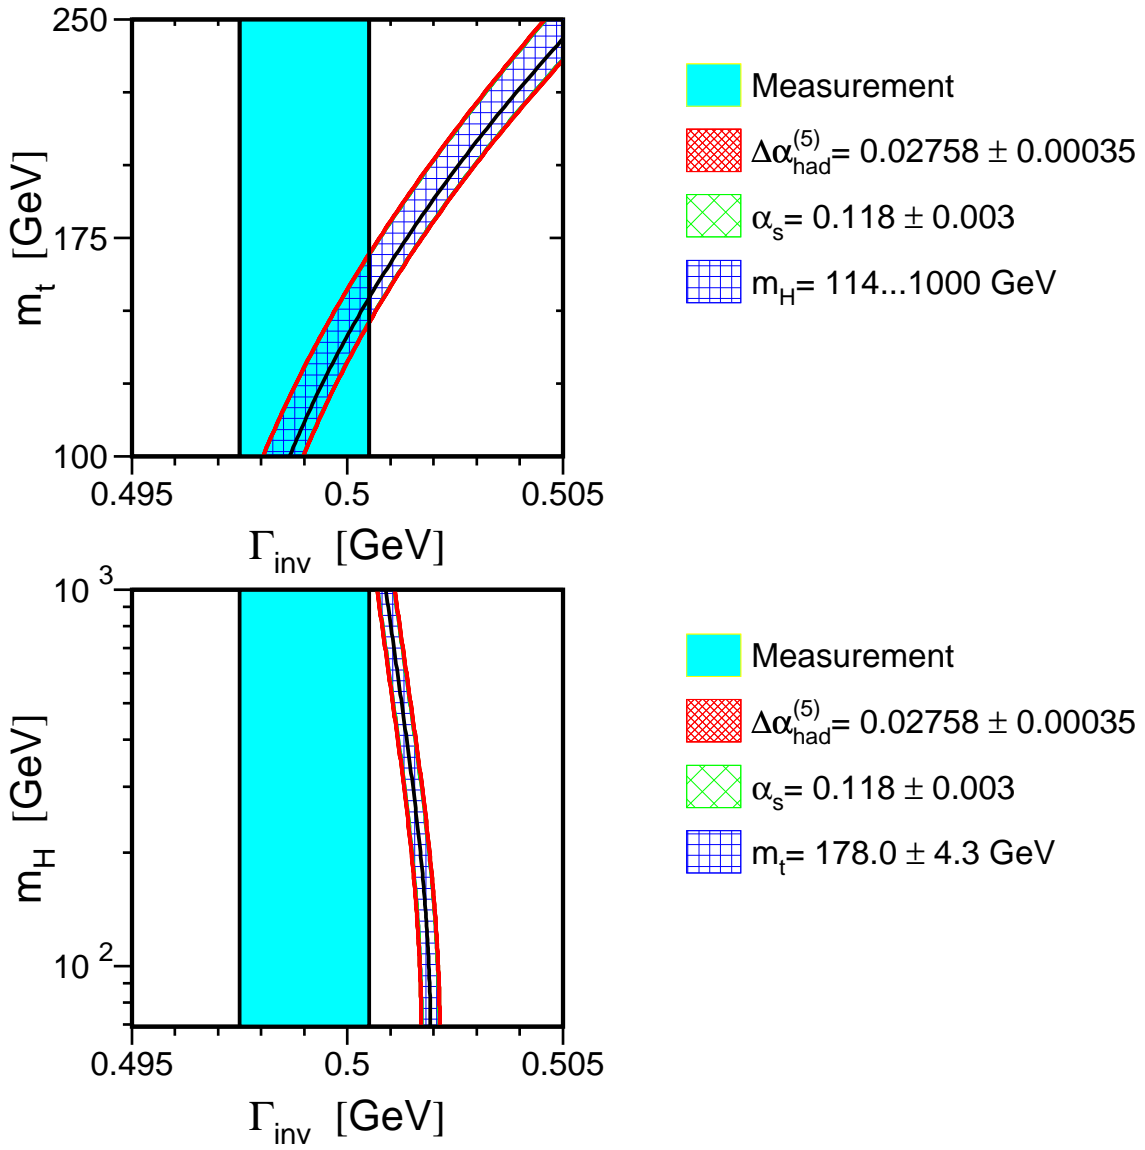 250
175
100
m_t [GeV]
0.495 0.5 0.505
Γ_inv [GeV]
Measurement
Δα_had^(5)= 0.02758 ± 0.00035
α_s= 0.118 ± 0.003
m_H= 114...1000 GeV
10^3
10^2
m_H [GeV]
0.495 0.5 0.505
Γ_inv [GeV]
Measurement
Δα_had^(5)= 0.02758 ± 0.00035
α_s= 0.118 ± 0.003
m_t= 178.0 ± 4.3 GeV